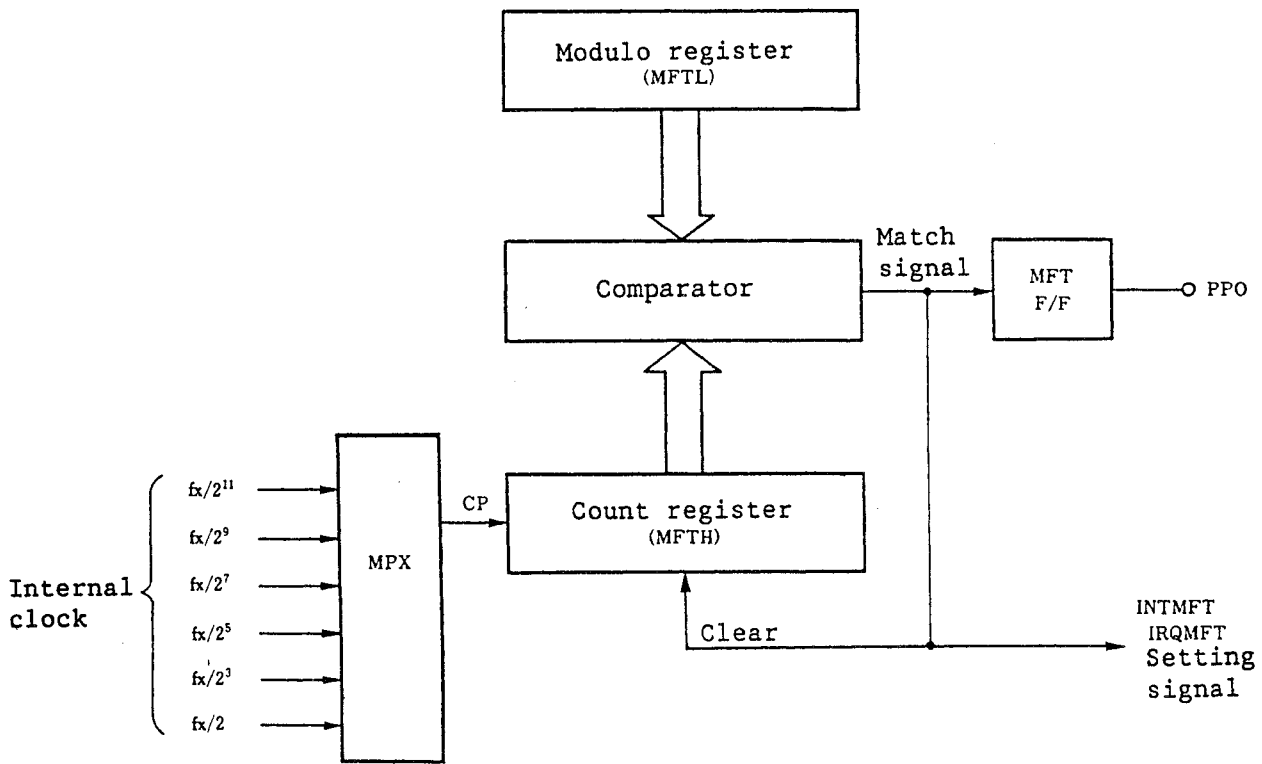 Modulo register
(MFTL)
Match
signal
Comparator
MFT
F/F
PPO
Internal
clock
fx/2¹¹
fx/2⁹
fx/2⁷
fx/2⁵
fx/2³
fx/2
MPX
CP
Count register
(MFTH)
Clear
INTMFT
IRQMFT
Setting
signal